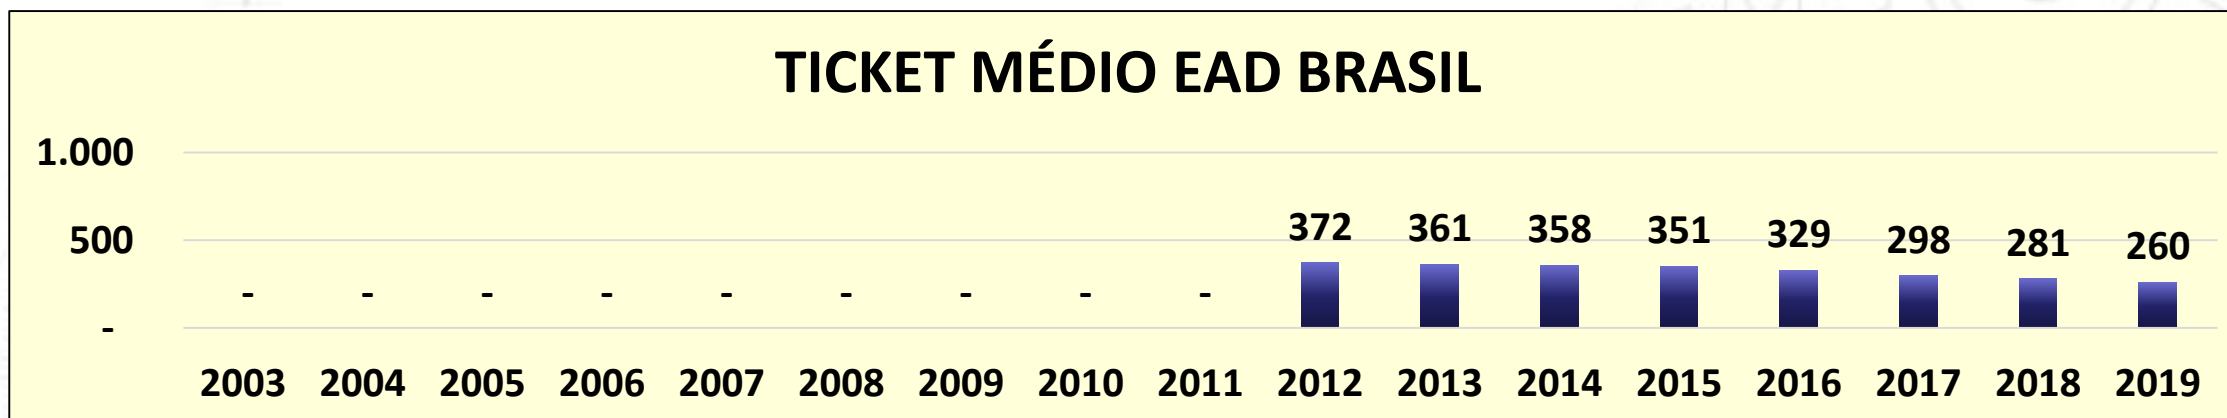 TICKET MÉDIO EAD BRASIL
1.000
500
-
- - - - - - - - - 372 361 358 351 329 298 281 260
2003 2004 2005 2006 2007 2008 2009 2010 2011 2012 2013 2014 2015 2016 2017 2018 2019